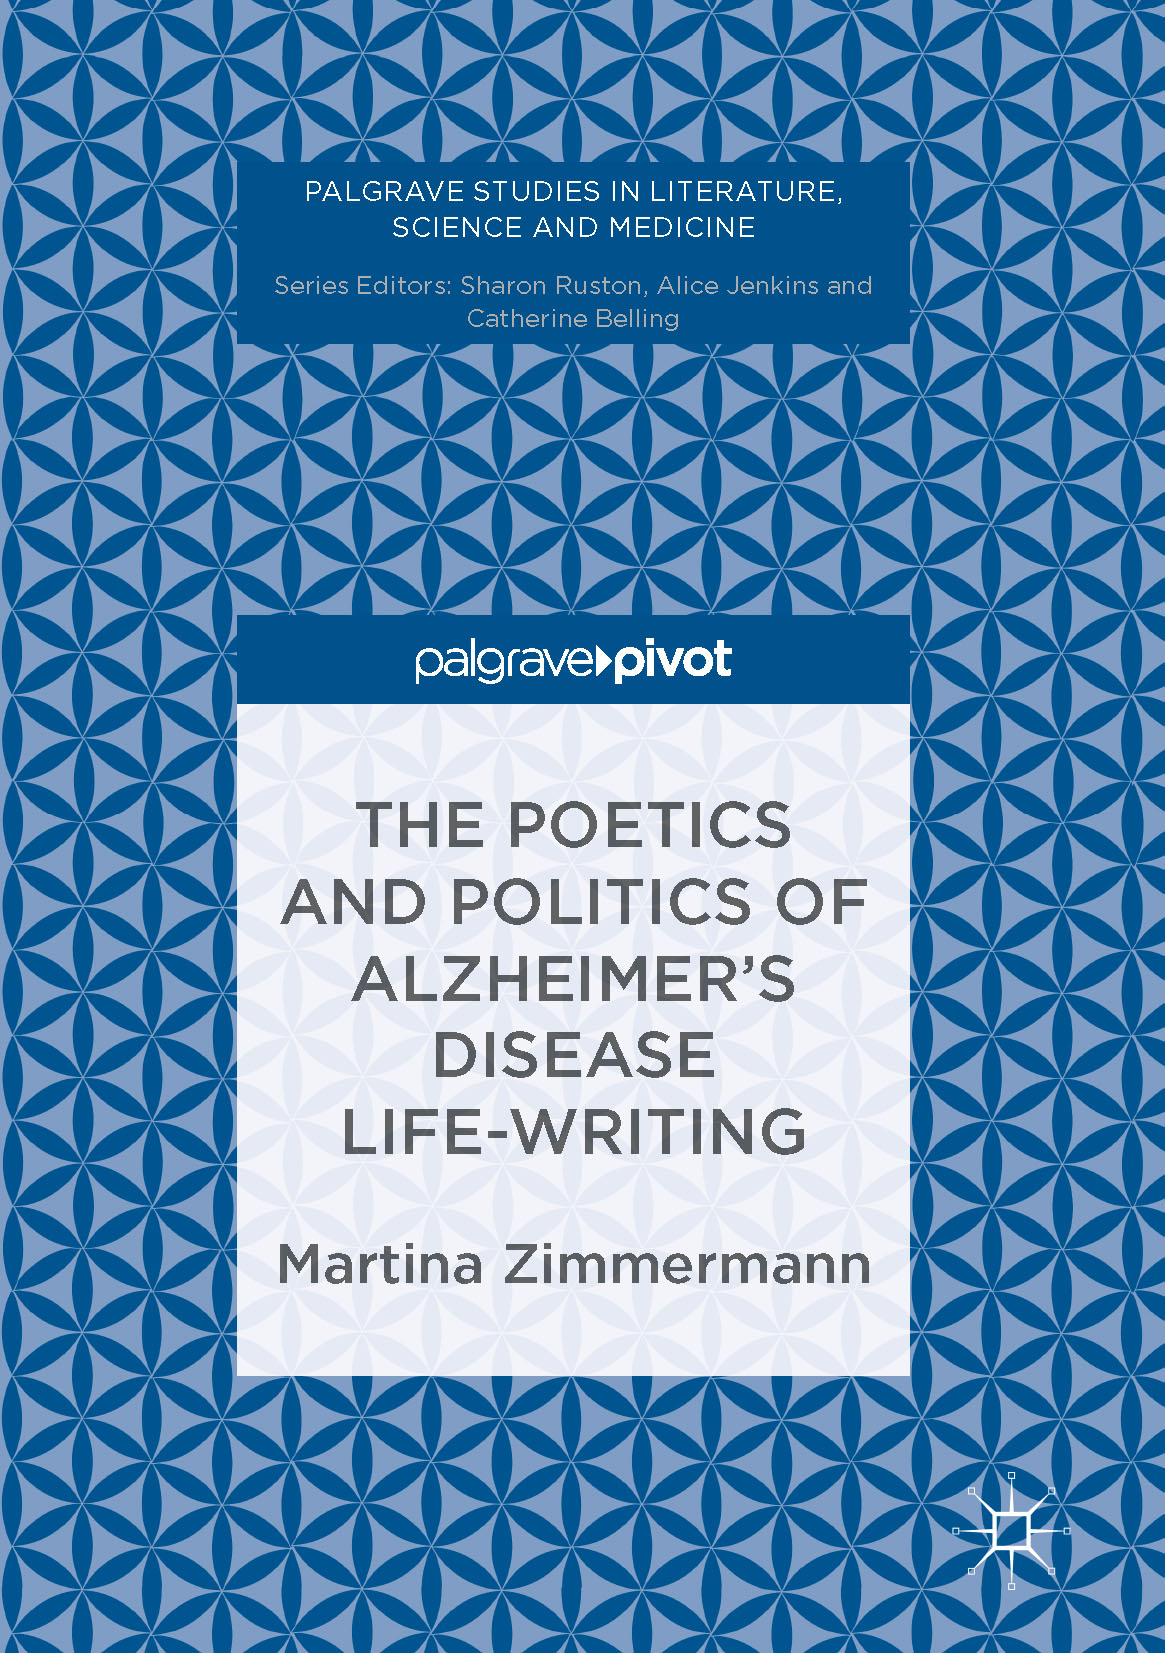 PALGRAVE STUDIES IN LITERATURE,
SCIENCE AND MEDICINE
Series Editors: Sharon Ruston, Alice Jenkins and
Catherine Belling
palgrave pivot
THE POETICS
AND POLITICS OF
ALZHEIMER’S
DISEASE
LIFE-WRITING
Martina Zimmermann